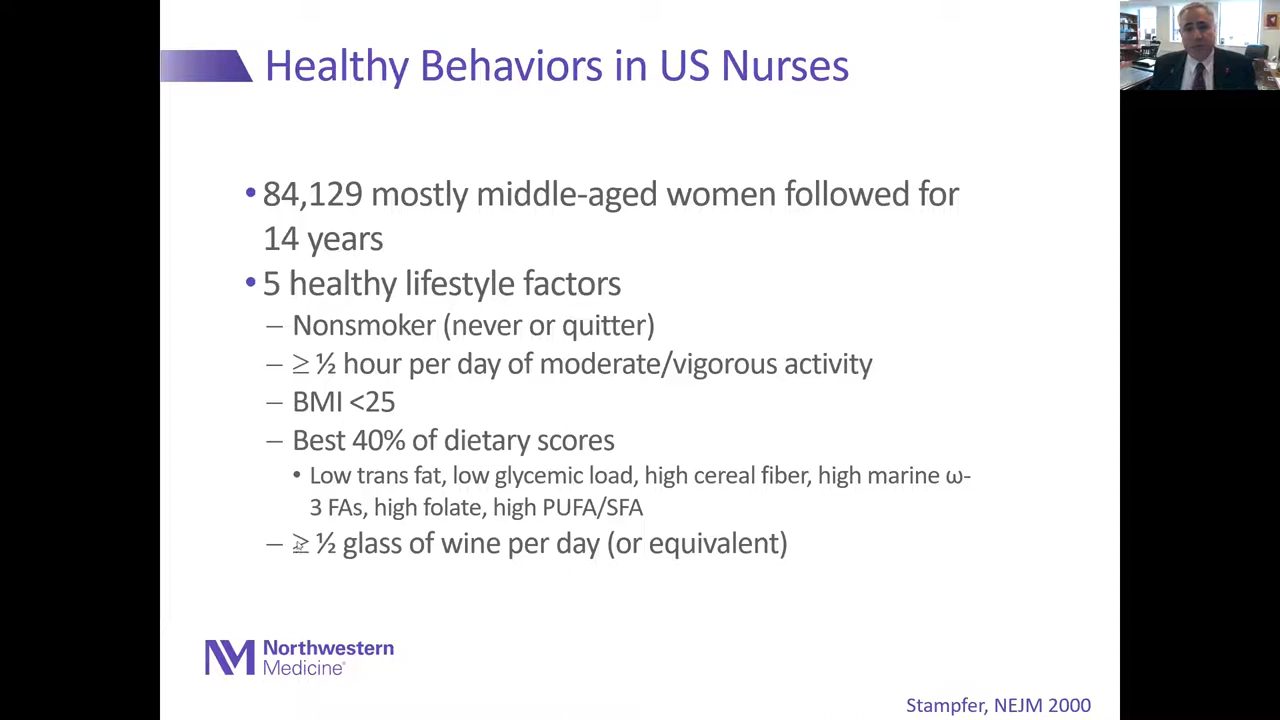 Healthy Behaviors in US Nurses
•84,129 mostly middle-aged women followed for
14 years
•5 healthy lifestyle factors
– Nonsmoker (never or quitter)
– ≥ ½ hour per day of moderate/vigorous activity
– BMI <25
– Best 40% of dietary scores
• Low trans fat, low glycemic load, high cereal fiber, high marine ω-
3 FAs, high folate, high PUFA/SFA
– ≥ ½ glass of wine per day (or equivalent)
NM Northwestern
Medicine®
Stampfer, NEJM 2000